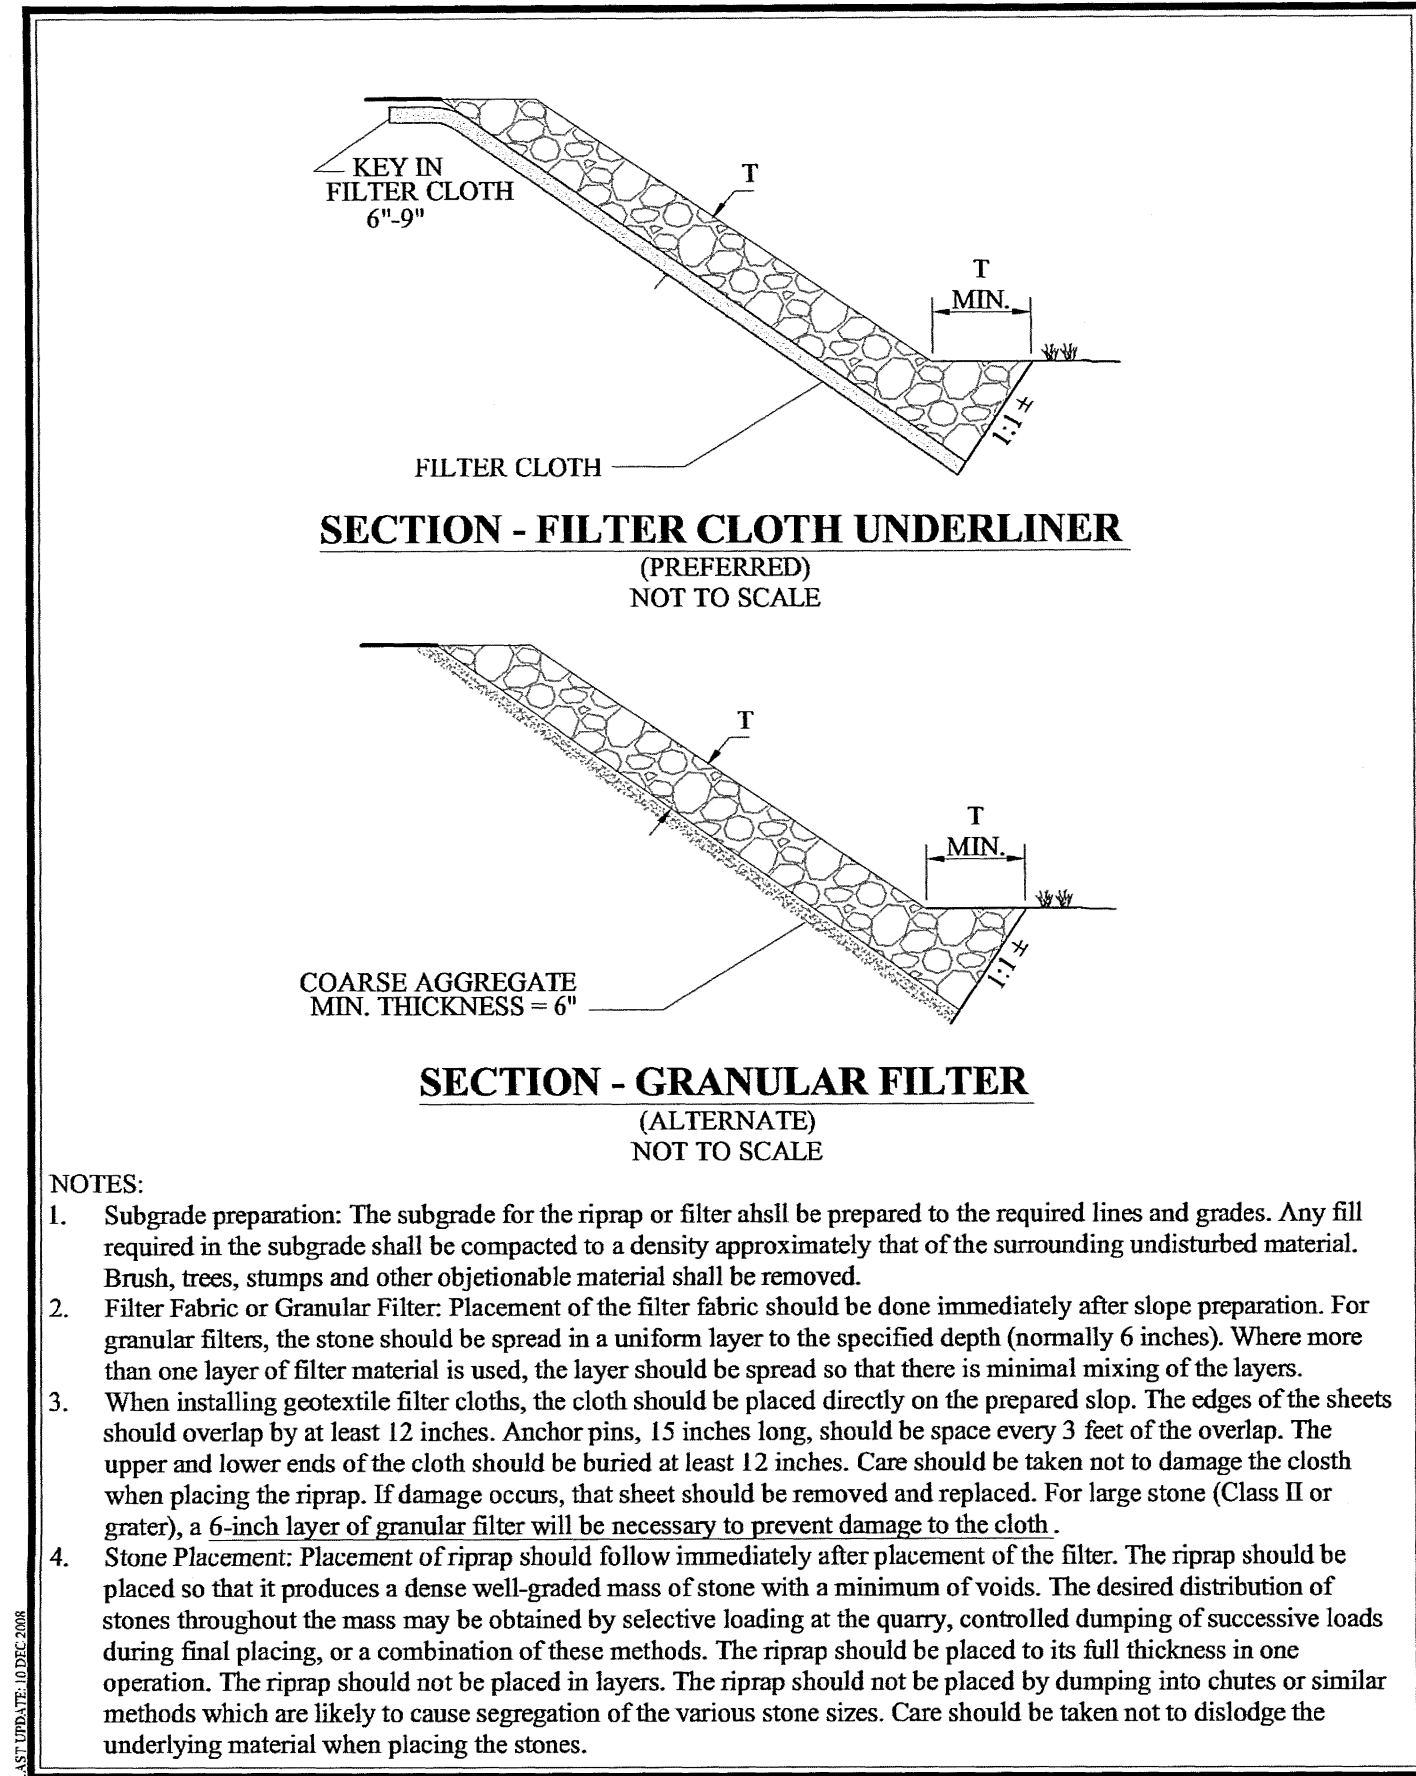 KEY IN
FILTER CLOTH
6"-9"
T
T
MIN.
1:1 ±
FILTER CLOTH
SECTION - FILTER CLOTH UNDERLINER
(PREFERRED)
NOT TO SCALE
T
T
MIN.
1:1 ±
COARSE AGGREGATE
MIN. THICKNESS = 6"
SECTION - GRANULAR FILTER
(ALTERNATE)
NOT TO SCALE
NOTES:
1. Subgrade preparation: The subgrade for the riprap or filter ahsll be prepared to the required lines and grades. Any fill
required in the subgrade shall be compacted to a density approximately that of the surrounding undisturbed material.
Brush, trees, stumps and other objetionable material shall be removed.
2. Filter Fabric or Granular Filter: Placement of the filter fabric should be done immediately after slope preparation. For
granular filters, the stone should be spread in a uniform layer to the specified depth (normally 6 inches). Where more
than one layer of filter material is used, the layer should be spread so that there is minimal mixing of the layers.
3. When installing geotextile filter cloths, the cloth should be placed directly on the prepared slop. The edges of the sheets
should overlap by at least 12 inches. Anchor pins, 15 inches long, should be space every 3 feet of the overlap. The
upper and lower ends of the cloth should be buried at least 12 inches. Care should be taken not to damage the closth
when placing the riprap. If damage occurs, that sheet should be removed and replaced. For large stone (Class II or
grater), a 6-inch layer of granular filter will be necessary to prevent damage to the cloth.
4. Stone Placement: Placement of riprap should follow immediately after placement of the filter. The riprap should be
placed so that it produces a dense well-graded mass of stone with a minimum of voids. The desired distribution of
stones throughout the mass may be obtained by selective loading at the quarry, controlled dumping of successive loads
during final placing, or a combination of these methods. The riprap should be placed to its full thickness in one
operation. The riprap should not be placed in layers. The riprap should not be placed by dumping into chutes or similar
methods which are likely to cause segregation of the various stone sizes. Care should be taken not to dislodge the
underlying material when placing the stones.
AST UPDATE: 10 DEC 2008